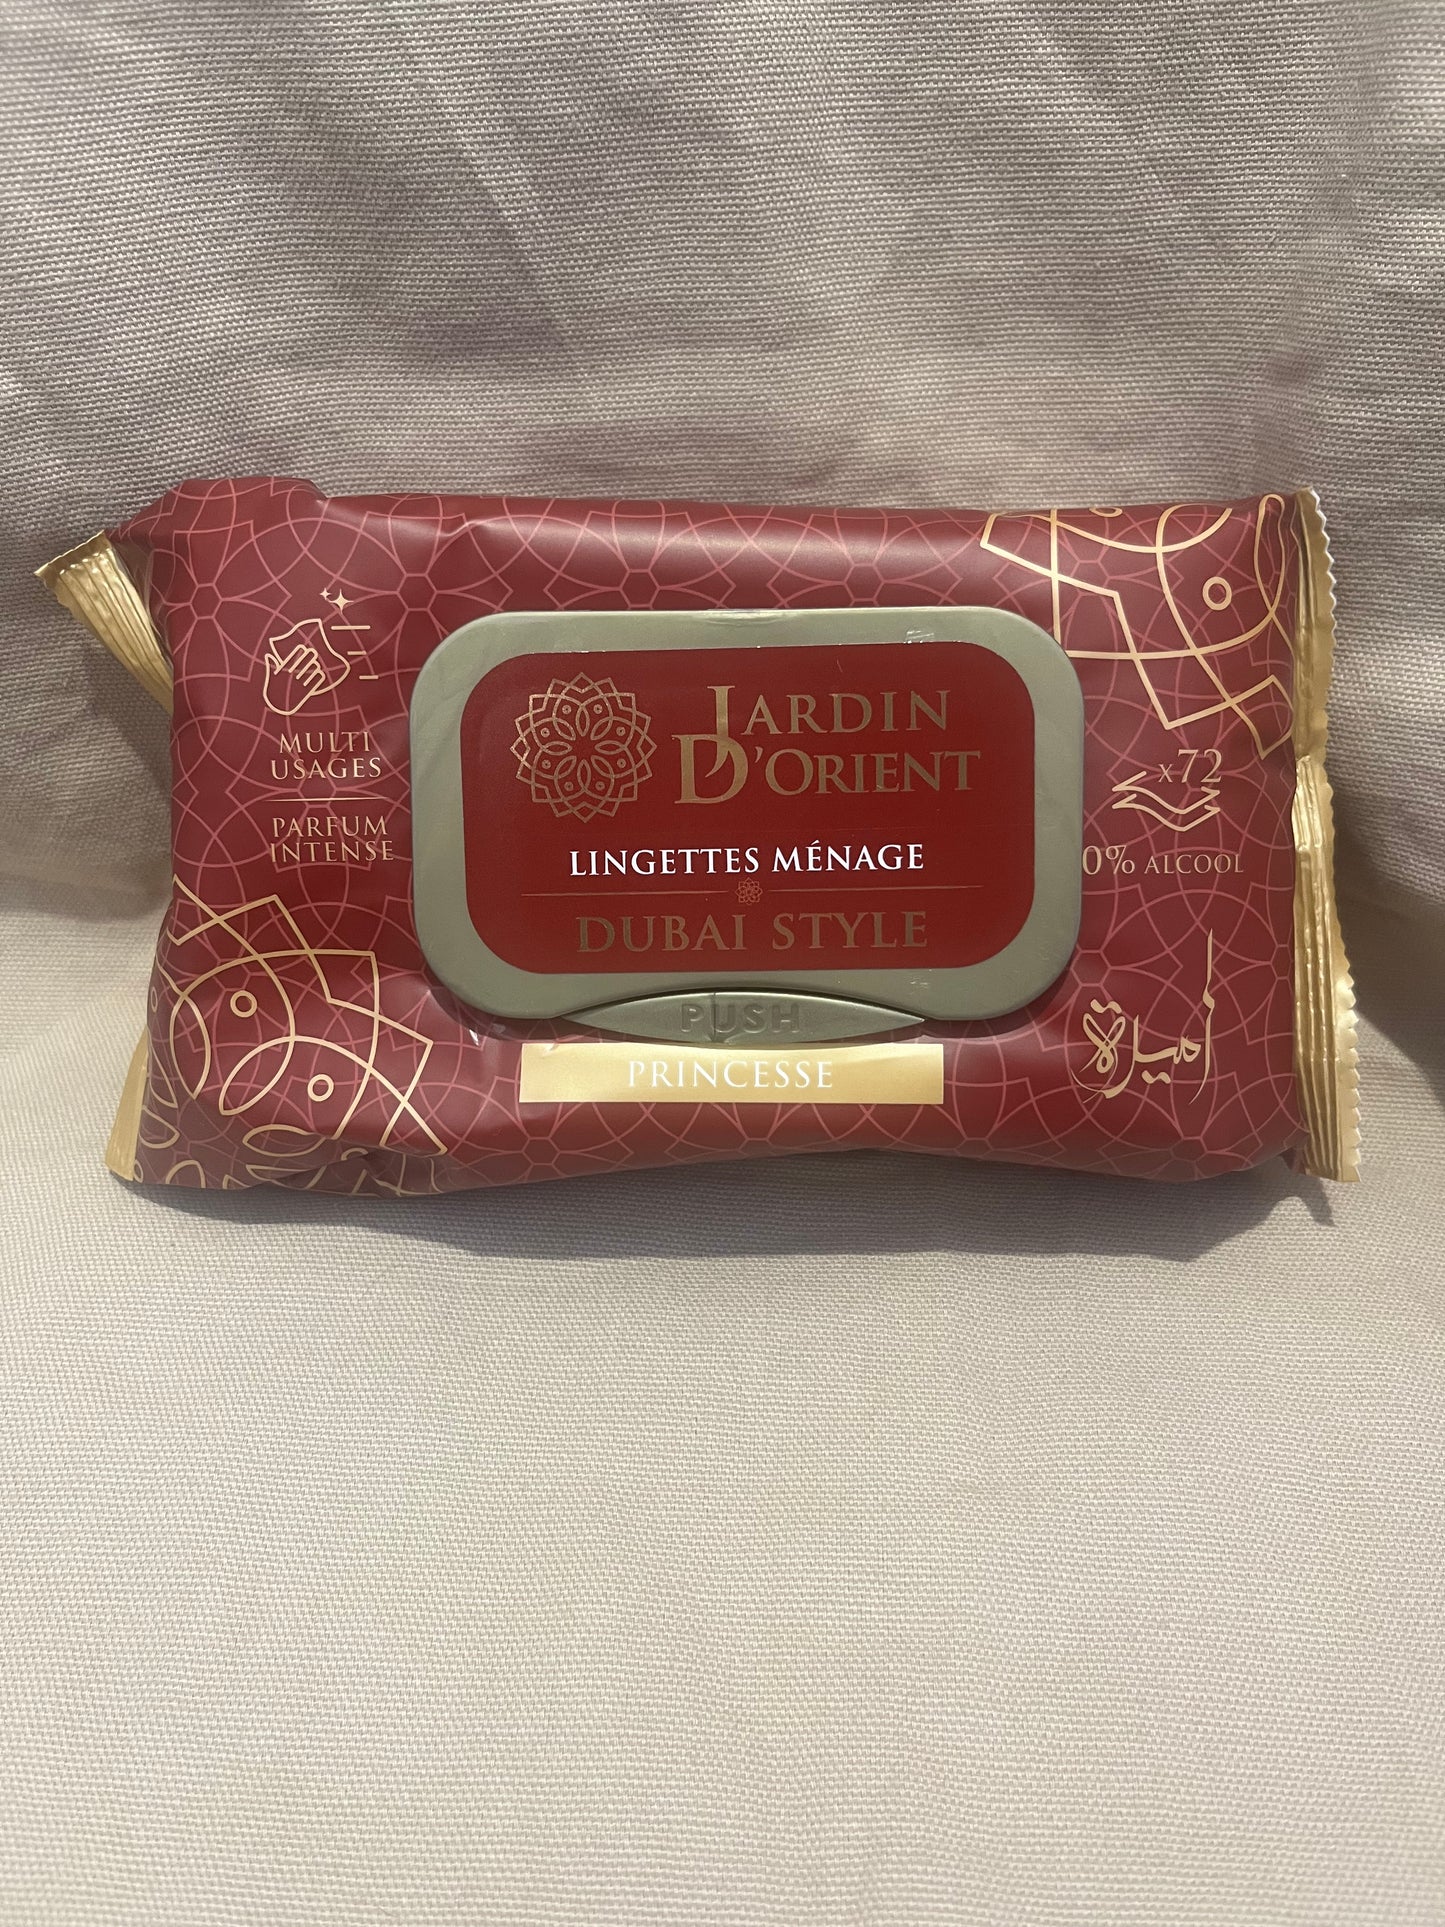 MULTI
USAGES
PARFUM
INTENSE
JARDIN
D'ORIENT
LINGETTES MÉNAGE
DUBAI STYLE
PUSH
PRINCESSE
x72
0% ALCOOL
أميرة